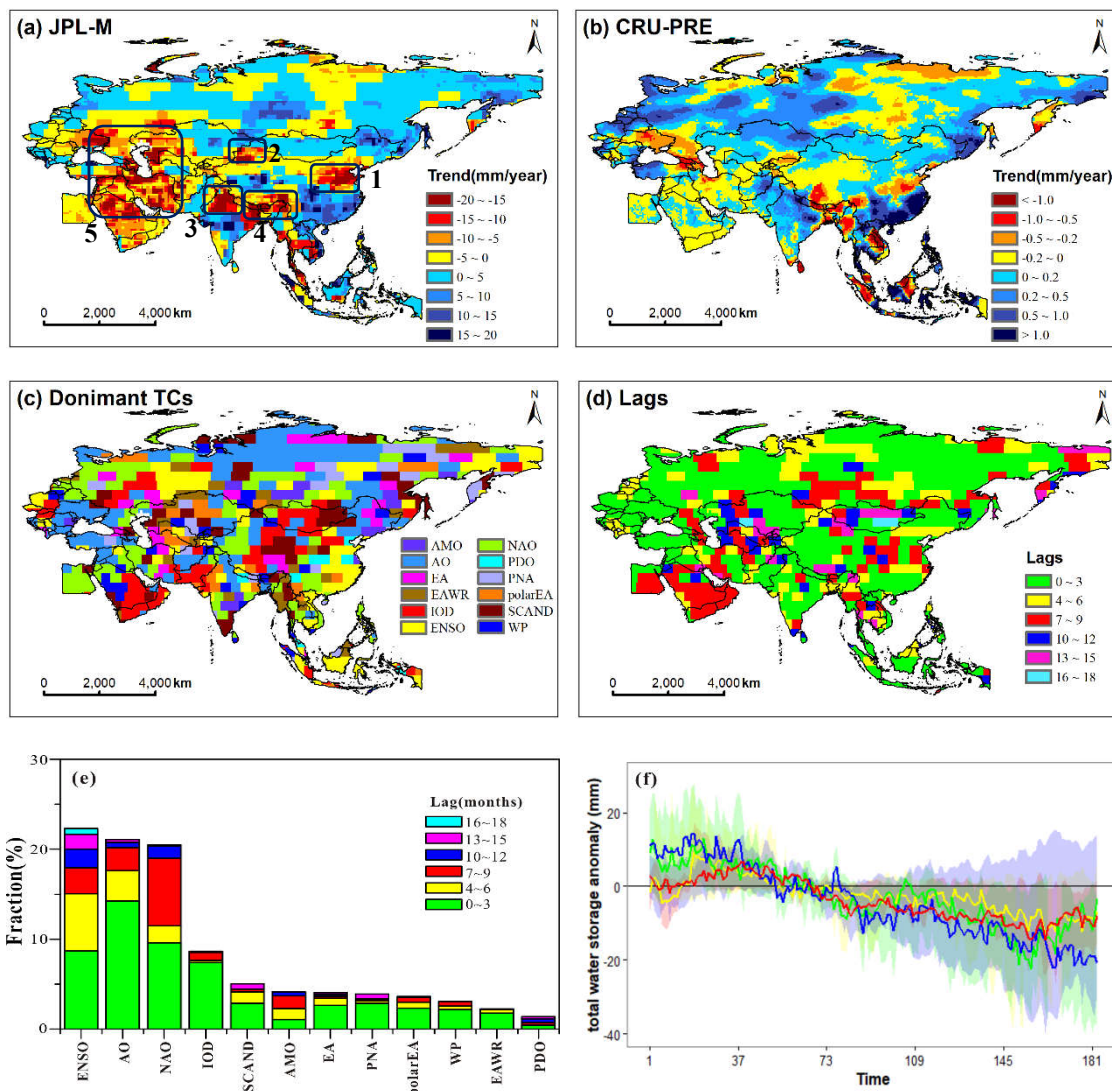 (a) JPL-M
N
2
1
3
4
5
Trend(mm/year)
-20 ~ -15
-15 ~ -10
-10 ~ -5
-5 ~ 0
0 ~ 5
5 ~ 10
10 ~ 15
15 ~ 20
0 2,000 4,000 km
(b) CRU-PRE
N
Trend(mm/year)
< -1.0
-1.0 ~ -0.5
-0.5 ~ -0.2
-0.2 ~ 0
0 ~ 0.2
0.2 ~ 0.5
0.5 ~ 1.0
> 1.0
0 2,000 4,000 km
(c) Donimant TCs
N
AMO NAO
AO PDO
EA PNA
EAWR polarEA
IOD SCAND
ENSO WP
0 2,000 4,000 km
(d) Lags
N
Lags
0 ~ 3
4 ~ 6
7 ~ 9
10 ~ 12
13 ~ 15
16 ~ 18
0 2,000 4,000 km
(e)
Fraction(%)
30
20
10
0
Lag(months)
16~18
13~15
10~12
7~9
4~6
0~3
ENSO
AO
NAO
IOD
SCAND
AMO
EA
PNA
polarEA
WP
EAWR
PDO
(f)
total water storage anomaly (mm)
20
0
-20
-40
1 37 73 109 145 181
Time